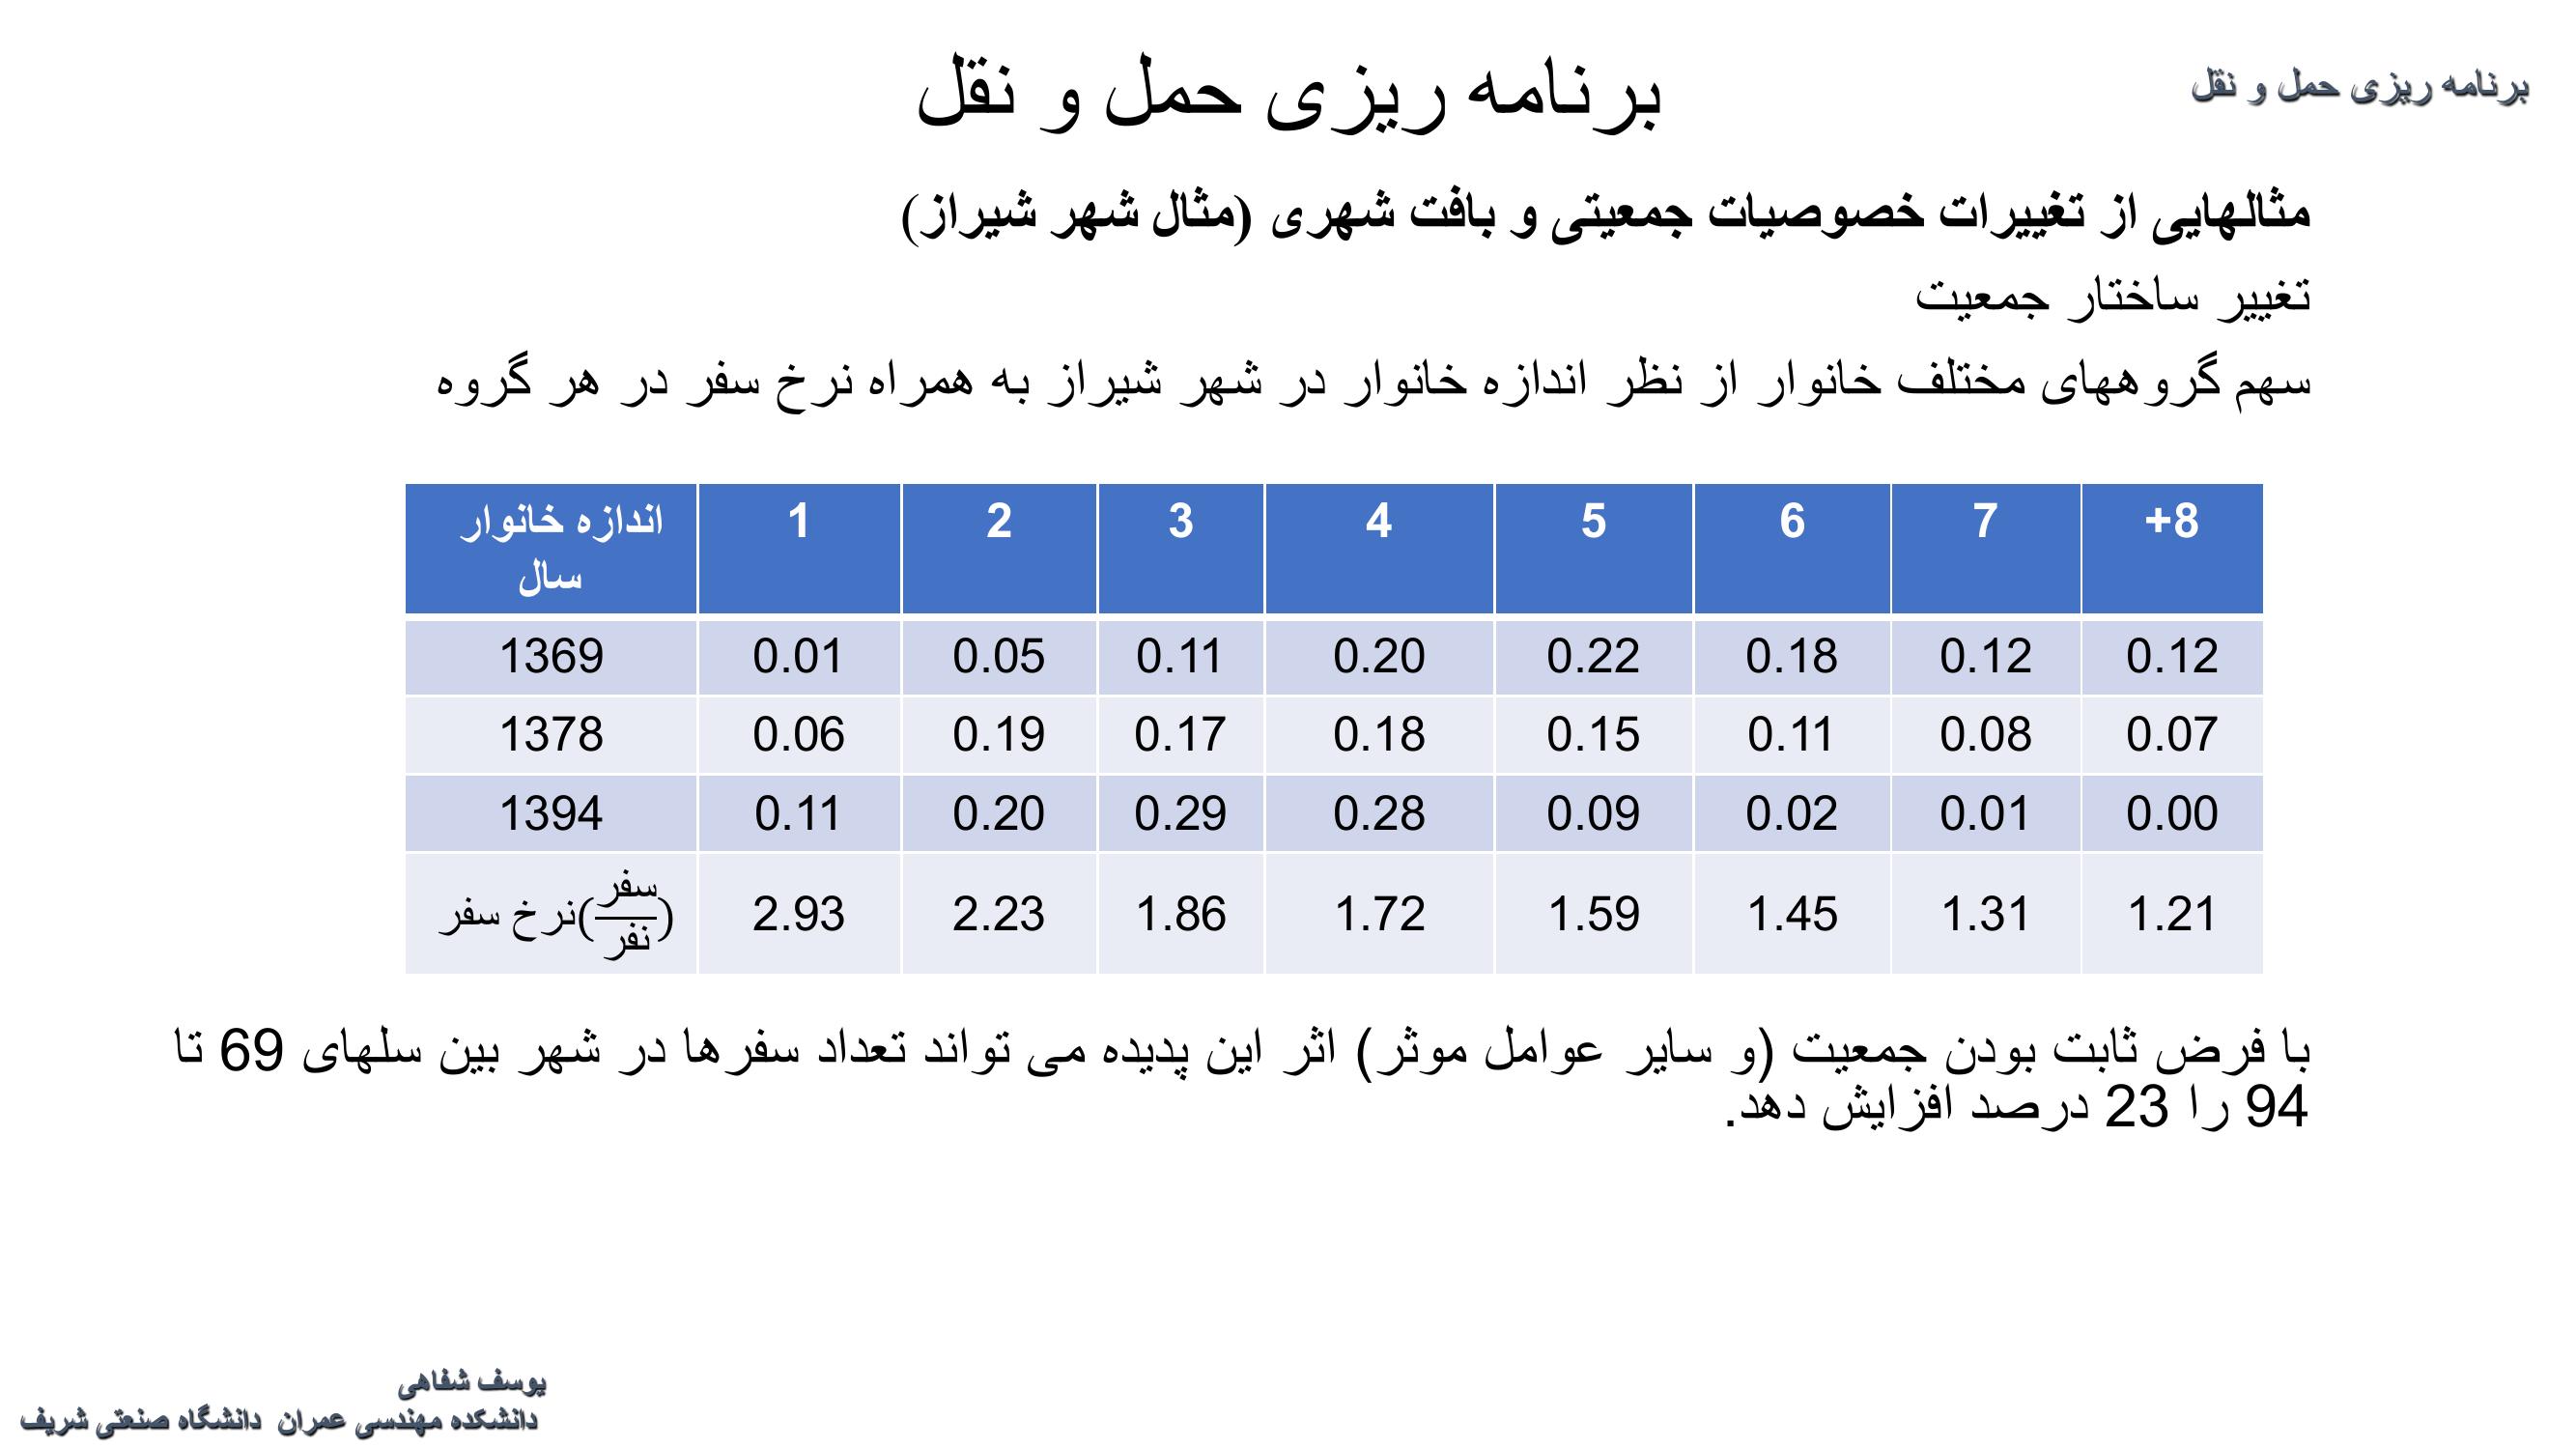 برنامه ریزی حمل و نقل
برنامه ریزی حمل و نقل
مثالهایی از تغییرات خصوصیات جمعیتی و بافت شهری (مثال شهر شیراز)
تغییر ساختار جمعیت
سهم گروههای مختلف خانوار از نظر اندازه خانوار در شهر شیراز به همراه نرخ سفر در هر گروه
اندازه خانوار 1 2 3 4 5 6 7 +8
سال
1369 0.01 0.05 0.11 0.20 0.22 0.18 0.12 0.12
1378 0.06 0.19 0.17 0.18 0.15 0.11 0.08 0.07
1394 0.11 0.20 0.29 0.28 0.09 0.02 0.01 0.00
نرخ سفر(سفر/نفر) 2.93 2.23 1.86 1.72 1.59 1.45 1.31 1.21
با فرض ثابت بودن جمعیت (و سایر عوامل موثر) اثر این پدیده می تواند تعداد سفرها در شهر بین سلهای 69 تا
94 را 23 درصد افزایش دهد.
یوسف شفاهی
دانشکده مهندسی عمران دانشگاه صنعتی شریف